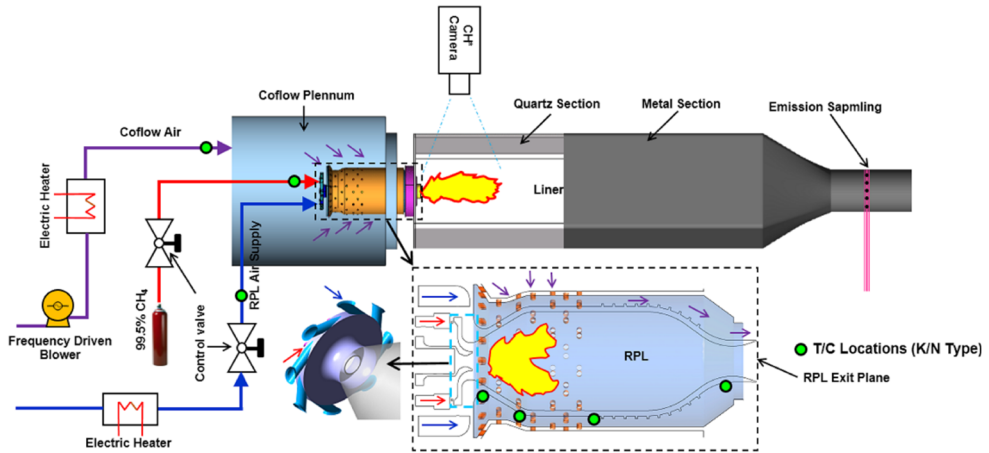 CH*
Camera
Coflow Plennum
Quartz Section
Metal Section
Emission Sapmling
Coflow Air
Electric Heater
Liner
RPL Air Supply
99.5% CH4
Control valve
Frequency Driven
Blower
RPL
T/C Locations (K/N Type)
RPL Exit Plane
Electric Heater